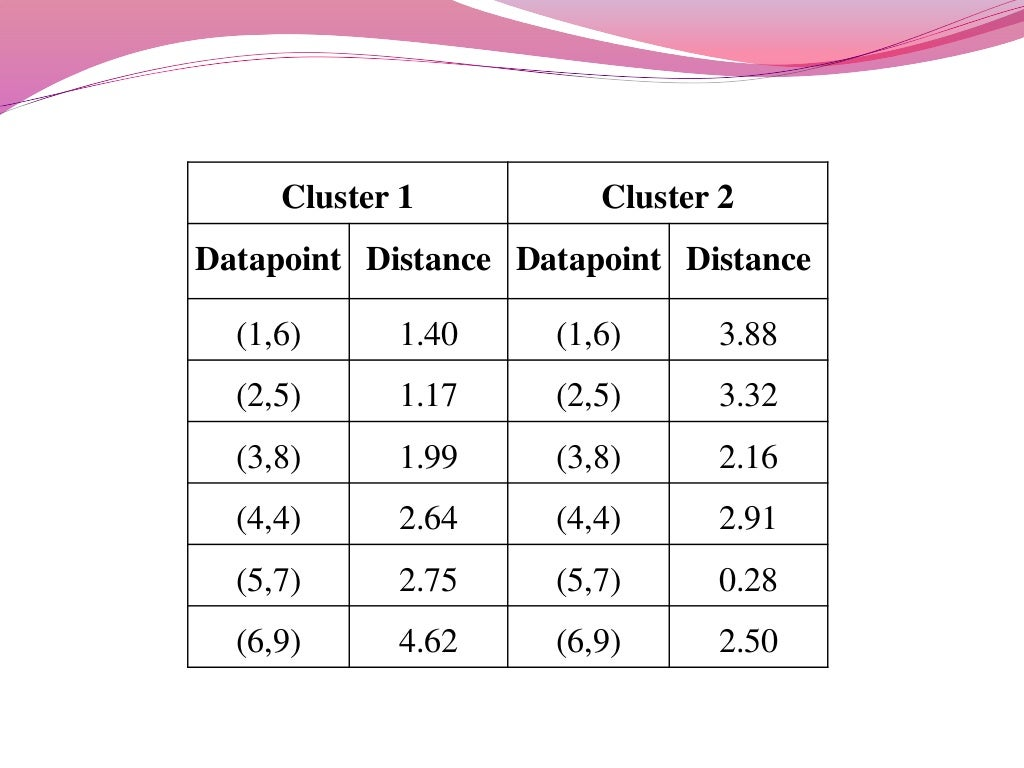 Cluster 1 Cluster 2
Datapoint Distance Datapoint Distance
(1,6) 1.40 (1,6) 3.88
(2,5) 1.17 (2,5) 3.32
(3,8) 1.99 (3,8) 2.16
(4,4) 2.64 (4,4) 2.91
(5,7) 2.75 (5,7) 0.28
(6,9) 4.62 (6,9) 2.50